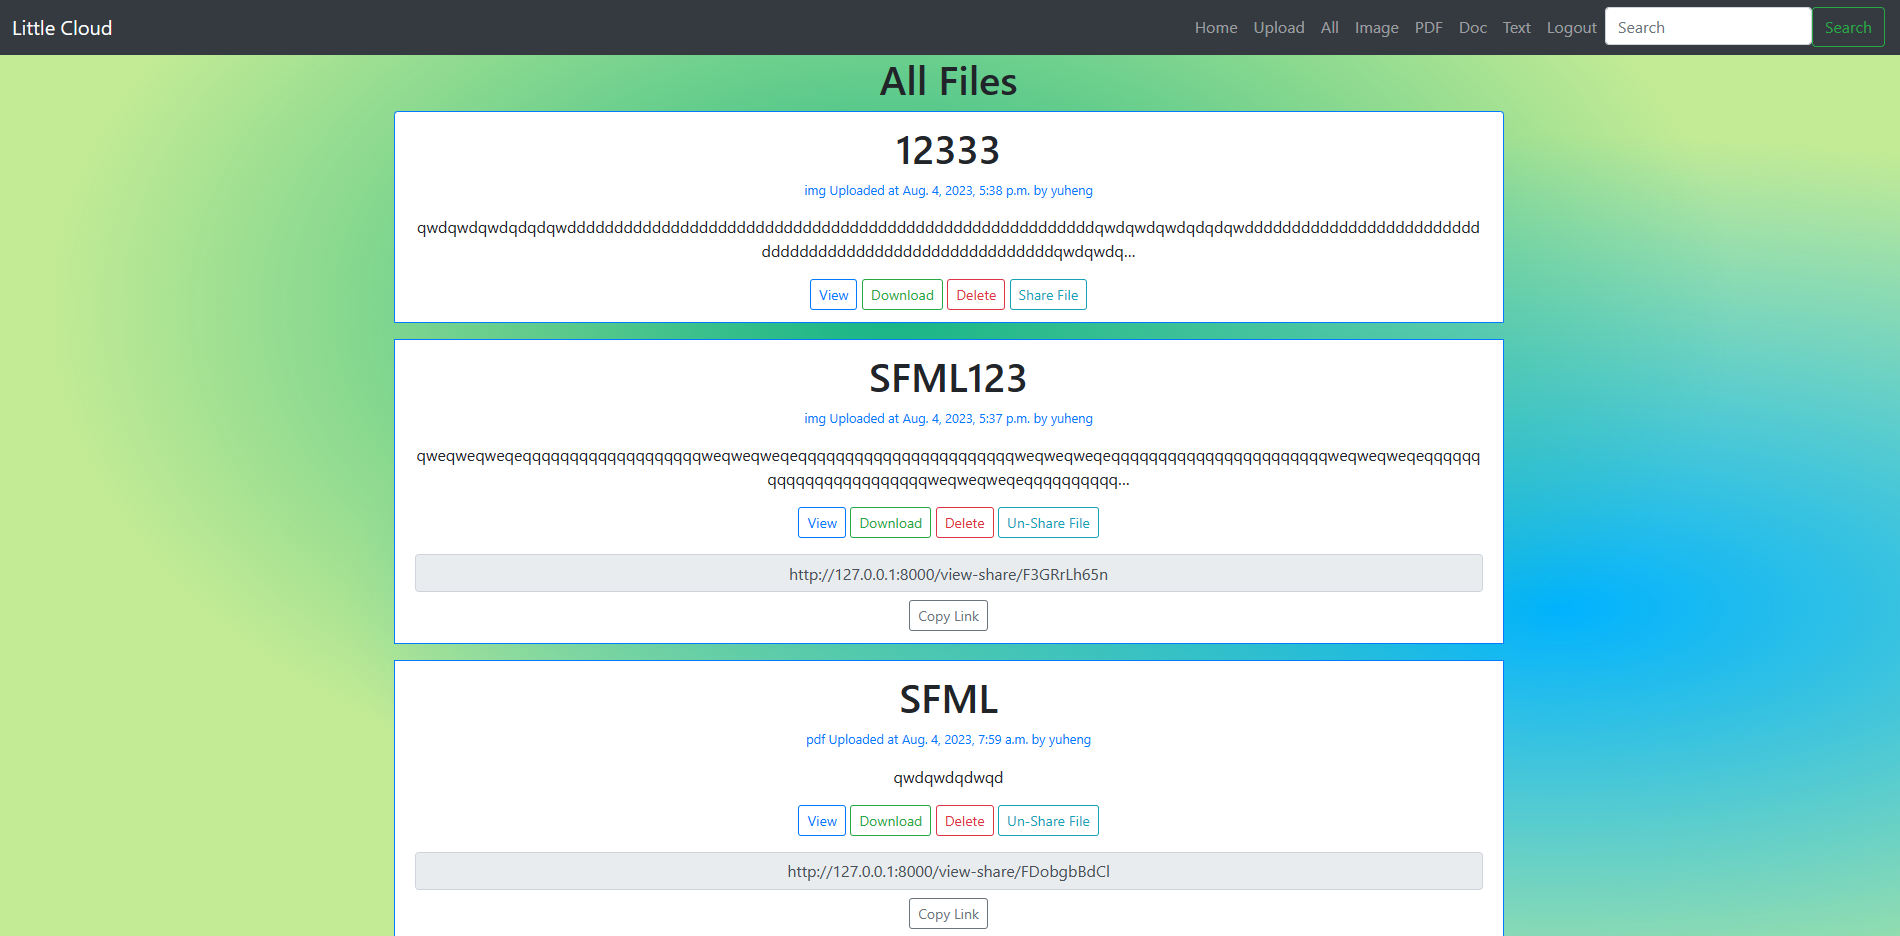 Little Cloud
Home Upload All Image PDF Doc Text Logout Search Search
All Files
12333
img Uploaded at Aug. 4, 2023, 5:38 p.m. by yuheng
View Download Delete Share File
SFML123
img Uploaded at Aug. 4, 2023, 5:37 p.m. by yuheng
View Download Delete Un-Share File
http://127.0.0.1:8000/view-share/F3GRrLh65n
Copy Link
SFML
pdf Uploaded at Aug. 4, 2023, 7:59 a.m. by yuheng
qwdqwdqdwqd
View Download Delete Un-Share File
http://127.0.0.1:8000/view-share/FDobgbBdCl
Copy Link